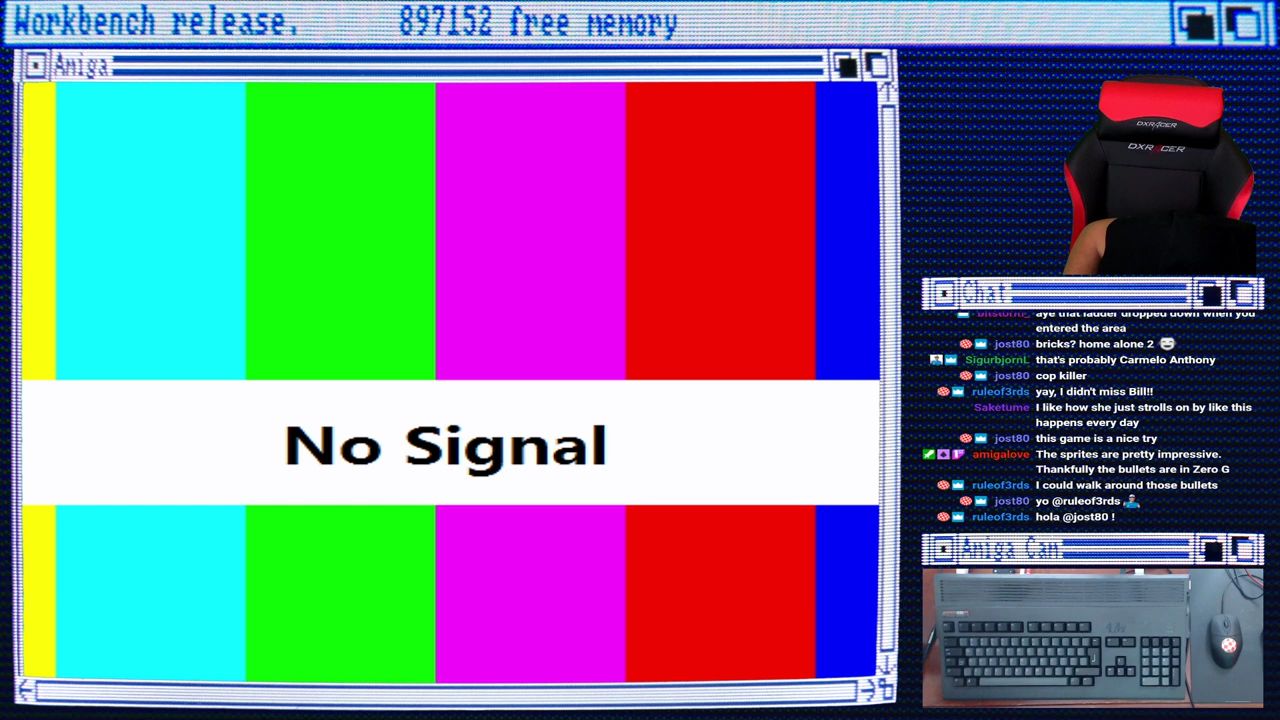 Workbench release. 897152 free memory
Amiga
No Signal
DXRACER
DXRACER
Chat
bitstorm_ aye that ladder dropped down when you
entered the area
jost80 bricks? home alone 2
SigurbjornL that's probably Carmelo Anthony
jost80 cop killer
ruleof3rds yay, I didn't miss Bill!!
Saketume I like how she just strolls on by like this
happens every day
jost80 this game is a nice try
amigalove The sprites are pretty impressive.
Thankfully the bullets are in Zero G
ruleof3rds I could walk around those bullets
jost80 yo @ruleof3rds
ruleof3rds hola @jost80 !
Amiga Cam